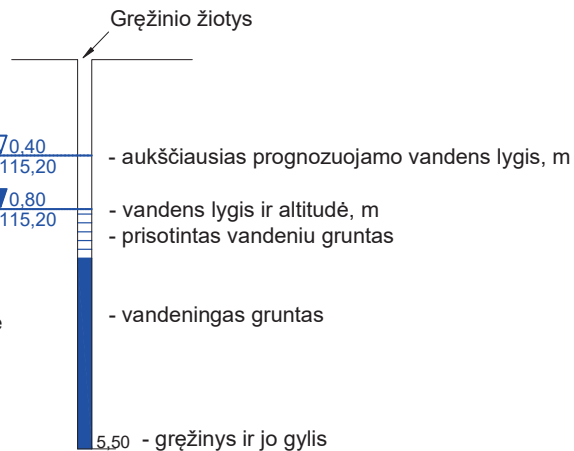 Gręžinio žiotys
0,40
115,20
- aukščiausias prognozuojamo vandens lygis, m
0,80
115,20
- vandens lygis ir altitudė, m
- prisotintas vandeniu gruntas
- vandeningas gruntas
5,50 - gręžinys ir jo gylis